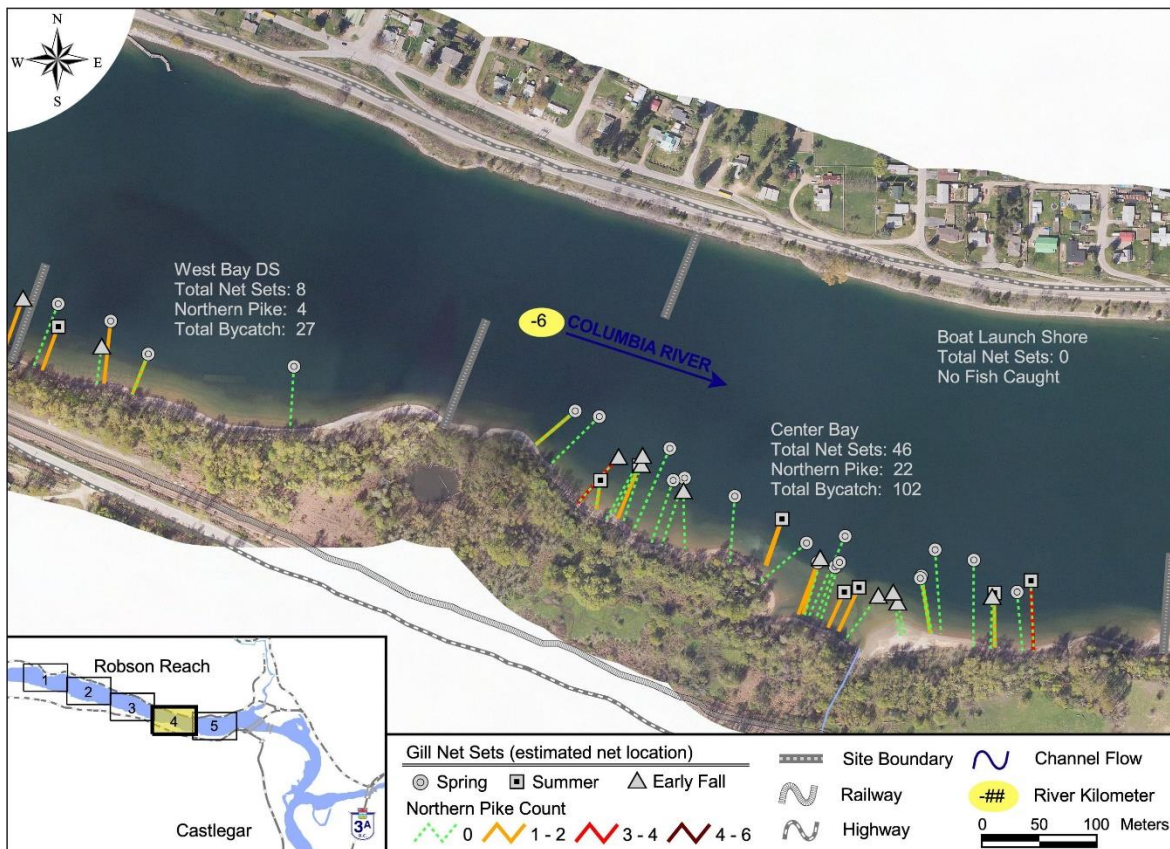 N
W E
S
West Bay DS
Total Net Sets: 8
Northern Pike: 4
Total Bycatch: 27
-6
COLUMBIA RIVER
Boat Launch Shore
Total Net Sets: 0
No Fish Caught
Center Bay
Total Net Sets: 46
Northern Pike: 22
Total Bycatch: 102
Robson Reach
1
2
3
4
5
3A
Castlegar
Gill Net Sets (estimated net location)
Spring Summer Early Fall
Northern Pike Count
0 1 - 2 3 - 4 4 - 6
Site Boundary
Railway
Highway
Channel Flow
-## River Kilometer
0 50 100 Meters